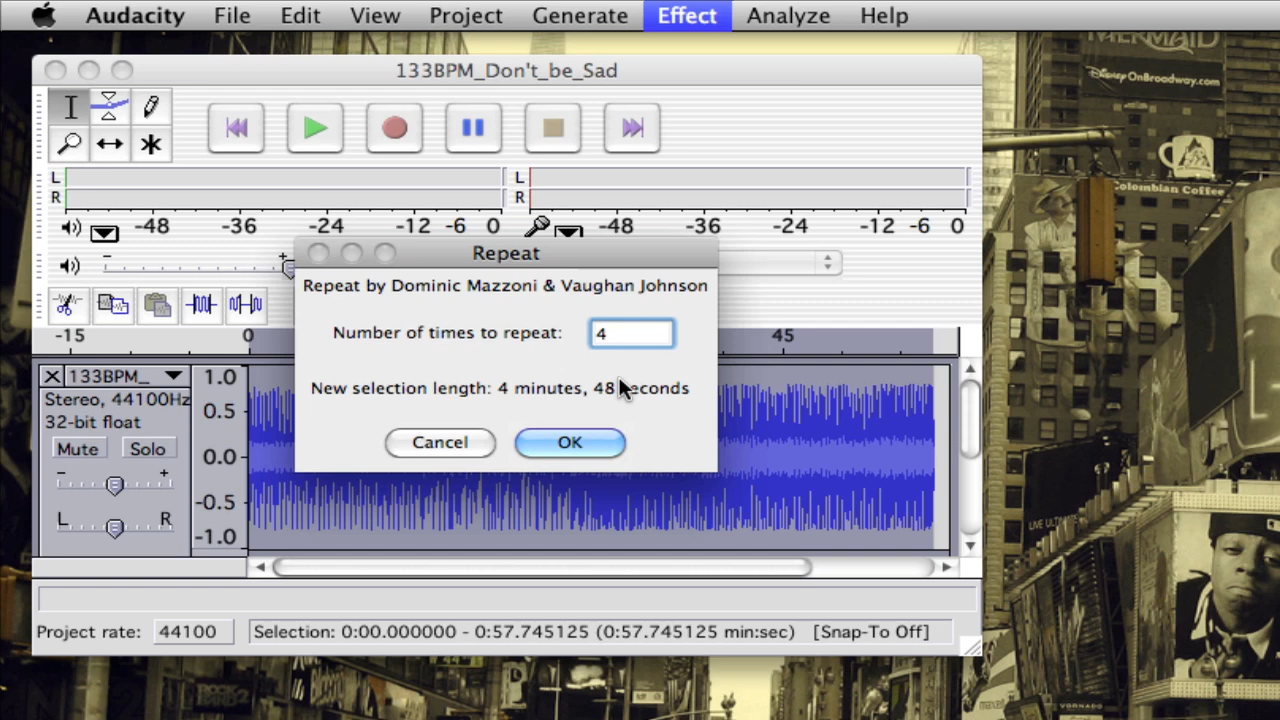 Audacity File Edit View Project Generate Effect Analyze Help
133BPM_Don't_be_Sad
MERMAID
Disney OnBroadway.com
Colombian Coffee
L L
R R
-48 -36 -24 -12 -6 0 -48 -36 -24 -12 -6 0
- +
Repeat
Repeat by Dominic Mazzoni & Vaughan Johnson
Number of times to repeat: 4
New selection length: 4 minutes, 48 seconds
Cancel OK
-15 0 45
133BPM_
Stereo, 44100Hz
32-bit float
Mute Solo
- +
L R
1.0
0.5
0.0
-0.5
-1.0
Project rate: 44100 Selection: 0:00.000000 - 0:57.745125 (0:57.745125 min:sec) [Snap-To Off]